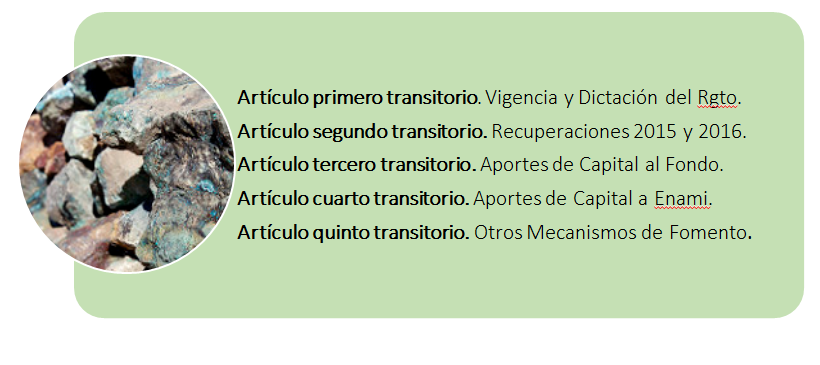 Artículo primero transitorio. Vigencia y Dictación del Rgto.
Artículo segundo transitorio. Recuperaciones 2015 y 2016.
Artículo tercero transitorio. Aportes de Capital al Fondo.
Artículo cuarto transitorio. Aportes de Capital a Enami.
Artículo quinto transitorio. Otros Mecanismos de Fomento.